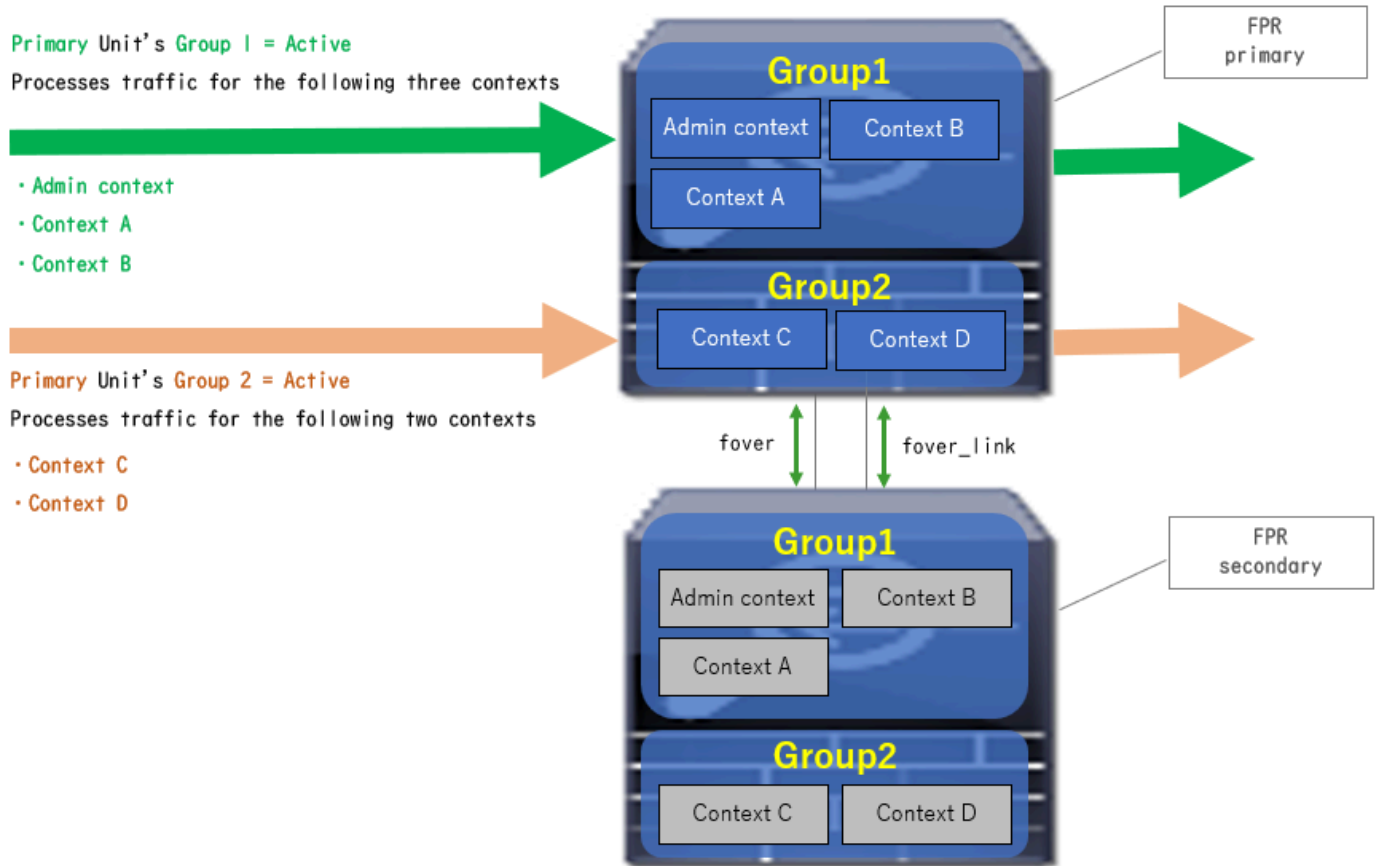 Primary Unit's Group 1 = Active
Processes traffic for the following three contexts
・Admin context
・Context A
・Context B
Primary Unit's Group 2 = Active
Processes traffic for the following two contexts
・Context C
・Context D
Group1
Admin context
Context B
Context A
Group2
Context C
Context D
FPR
primary
fover
fover_link
Group1
Admin context
Context B
Context A
Group2
Context C
Context D
FPR
secondary